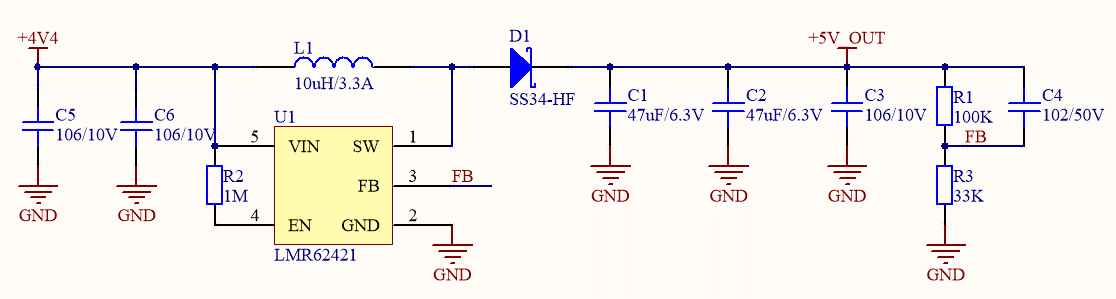 +4V4
L1
10uH/3.3A
D1
SS34-HF
+5V_OUT
C5
106/10V
C6
106/10V
U1
5
VIN
SW
1
R2
1M
FB
3
FB
4
EN
GND
2
LMR62421
C1
47uF/6.3V
C2
47uF/6.3V
C3
106/10V
R1
100K
C4
102/50V
FB
R3
33K
GND
GND
GND
GND
GND
GND
GND